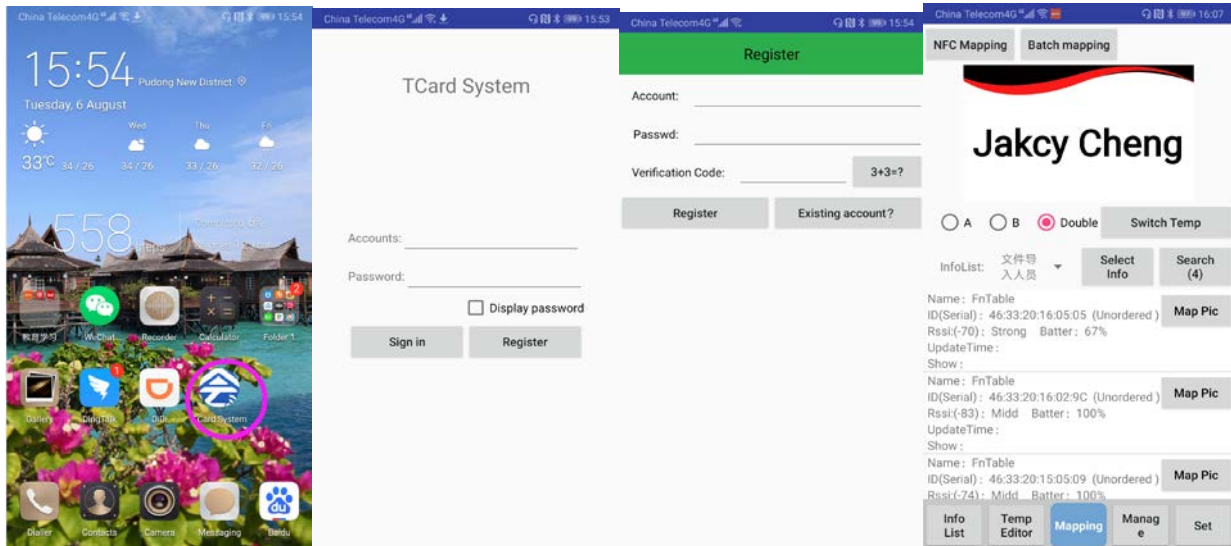 China Telecom4G 15:54
15:54 Pudong New District
Tuesday, 6 August
Wed Thu Fri
33°C 34 / 26 34 / 26 33 / 26 32 / 26
558
2
教育学习 WeChat Recorder Calculator Folder 1
1
Gallery DingTalk DiDi Card System
du
Dialler Contacts Camera Messaging Baidu
China Telecom4G 15:53
TCard System
Accounts:
Password:
Display password
Sign in Register
China Telecom4G 15:54
Register
Account:
Passwd:
Verification Code: 3+3=?
Register Existing account?
China Telecom4G 16:07
NFC Mapping Batch mapping
Jakcy Cheng
A B Double Switch Temp
InfoList: 文件导
入人员
Select
Info
Search
(4)
Name: FnTable
ID(Serial): 46:33:20:16:05:05 (Unordered ) Map Pic
Rssi:(-70): Strong Batter: 67%
UpdateTime:
Show:
Name: FnTable
ID(Serial): 46:33:20:16:02:9C (Unordered ) Map Pic
Rssi:(-83): Midd Batter: 100%
UpdateTime:
Show:
Name: FnTable
ID(Serial): 46:33:20:15:05:09 (Unordered ) Map Pic
Rssi:(-74): Midd Batter: 100%
Info
List
Temp
Editor
Mapping
Manag
e
Set